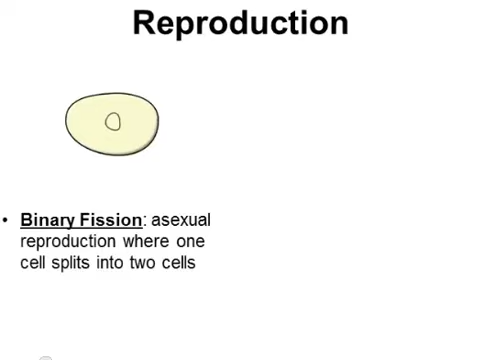 Reproduction
• Binary Fission: asexual
reproduction where one
cell splits into two cells